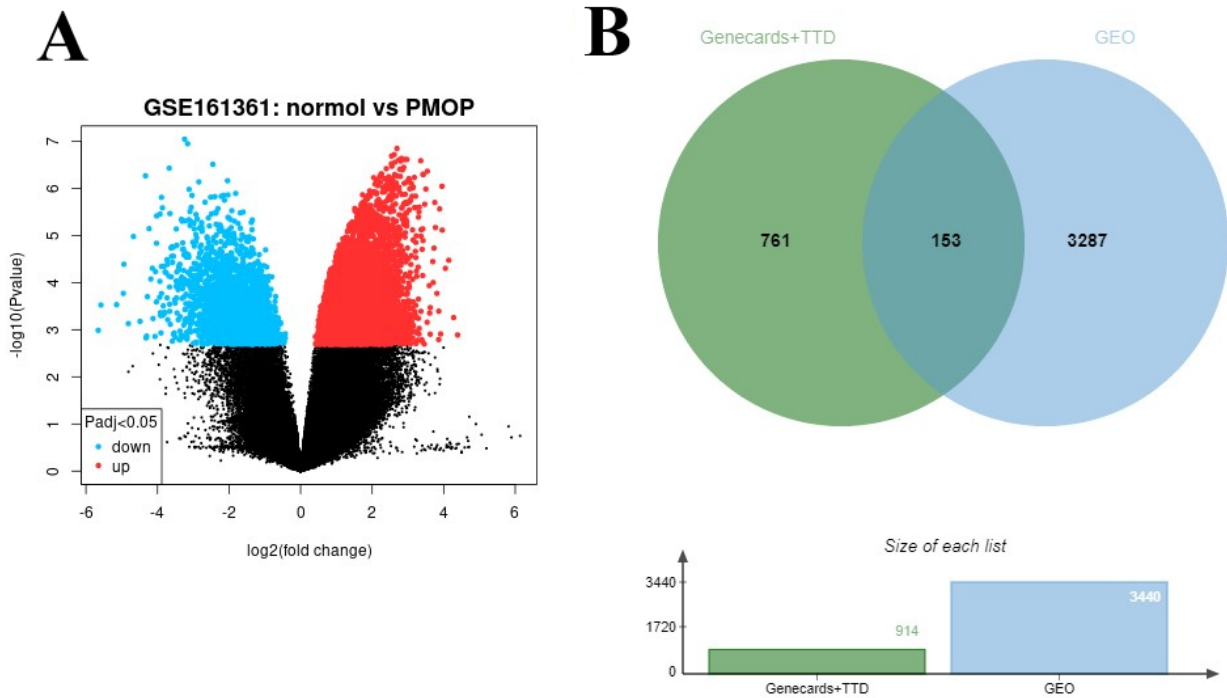 A
GSE161361: normol vs PMOP
-log10(Pvalue)
7
6
5
4
3
2
1
0
Padj<0.05
down
up
-6
-4
-2
0
2
4
6
log2(fold change)
B
Genecards+TTD
GEO
761
153
3287
Size of each list
3440
1720
0
914
3440
Genecards+TTD
GEO